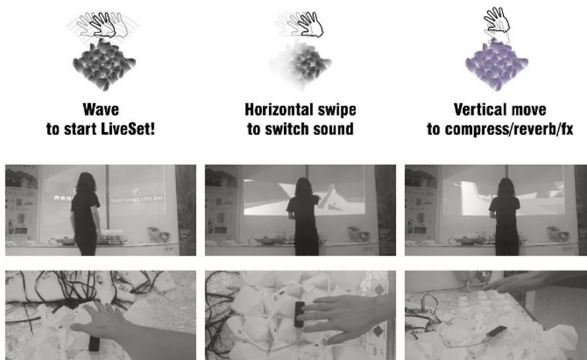 Wave
to start LiveSet!
Horizontal swipe
to switch sound
Vertical move
to compress/reverb/fx